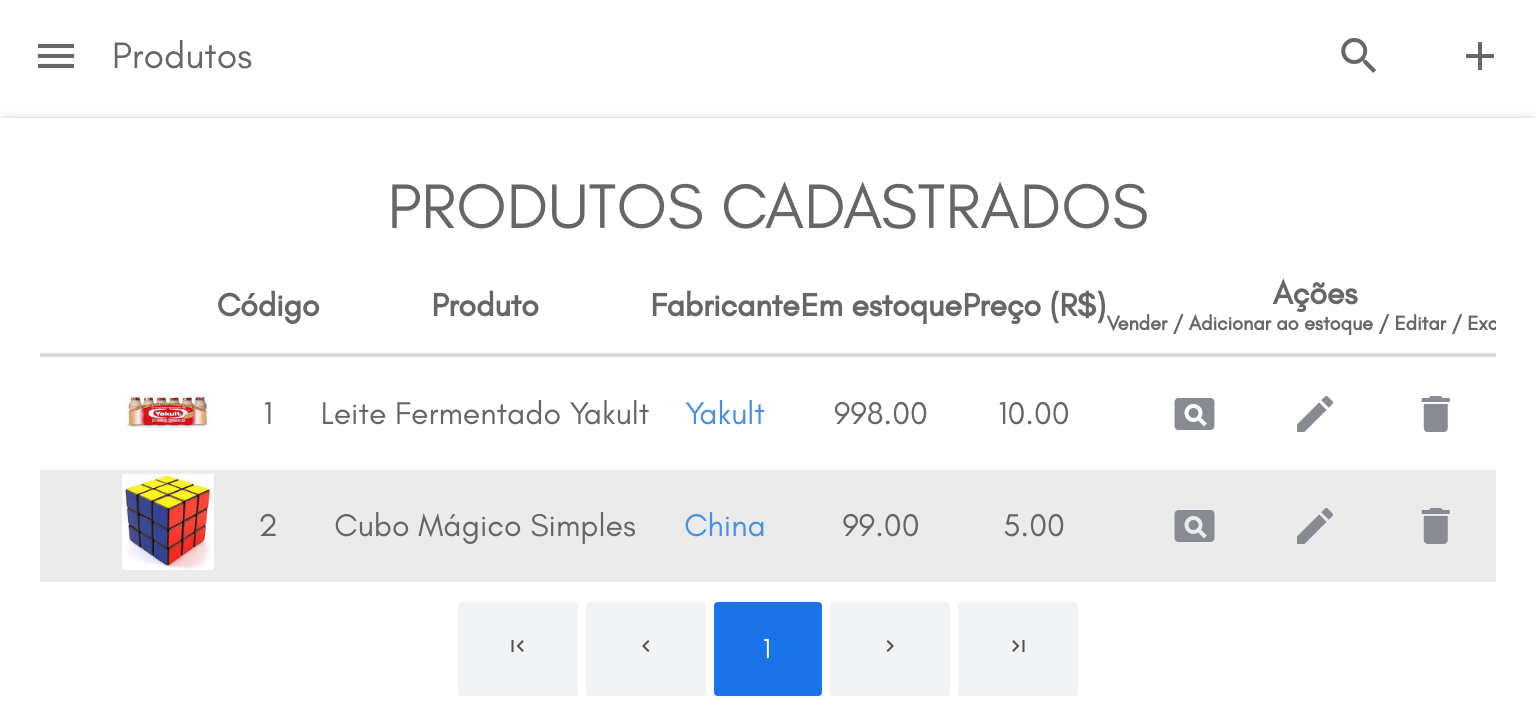 Produtos
PRODUTOS CADASTRADOS
Código Produto Fabricante Em estoque Preço (R$) Ações
Vender / Adicionar ao estoque / Editar / Exc
Yakult
1 Leite Fermentado Yakult Yakult 998.00 10.00
2 Cubo Mágico Simples China 99.00 5.00
1